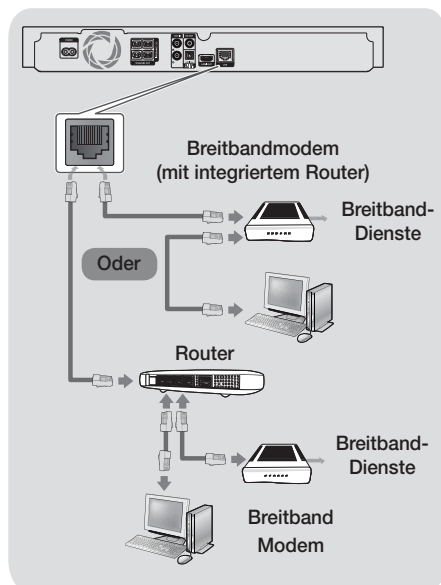 Breitbandmodem
(mit integriertem Router)
Breitband-
Dienste
Oder
Router
Breitband-
Dienste
Breitband
Modem